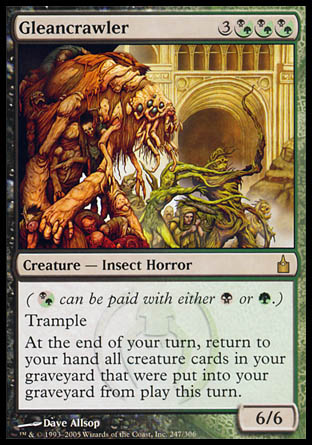 Gleancrawler 3
Creature — Insect Horror
( can be paid with either or .)
Trample
At the end of your turn, return to
your hand all creature cards in your
graveyard that were put into your
graveyard from play this turn.
6/6
Dave Allsop
™ & © 1993–2005 Wizards of the Coast, Inc. 247/306